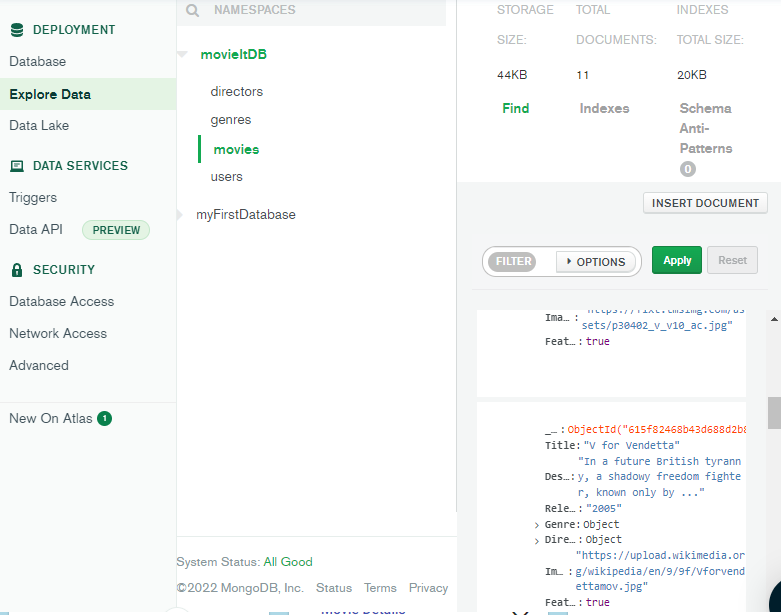 DEPLOYMENT
Database
Explore Data
Data Lake
DATA SERVICES
Triggers
Data API PREVIEW
SECURITY
Database Access
Network Access
Advanced
New On Atlas 1
NAMESPACES
movieItDB
directors
genres
movies
users
myFirstDatabase
System Status: All Good
©2022 MongoDB, Inc. Status Terms Privacy
Movie Details
STORAGE TOTAL INDEXES
SIZE: DOCUMENTS: TOTAL SIZE:
44KB 11 20KB
Find Indexes Schema
Anti-
Patterns
0
INSERT DOCUMENT
FILTER OPTIONS Apply Reset
Ima… : sets/p30402_v_v10_ac.jpg"
Feat… : true
_… : ObjectId("615f82468b43d688d2b8
Title: "V for Vendetta"
"In a future British tyrann
Des… : y, a shadowy freedom fighte
r, known only by ..."
Rele… : "2005"
Genre: Object
Dire… : Object
"https://upload.wikimedia.or
Im… : g/wikipedia/en/9/9f/Vforvend
ettamov.jpg"
Feat… : true